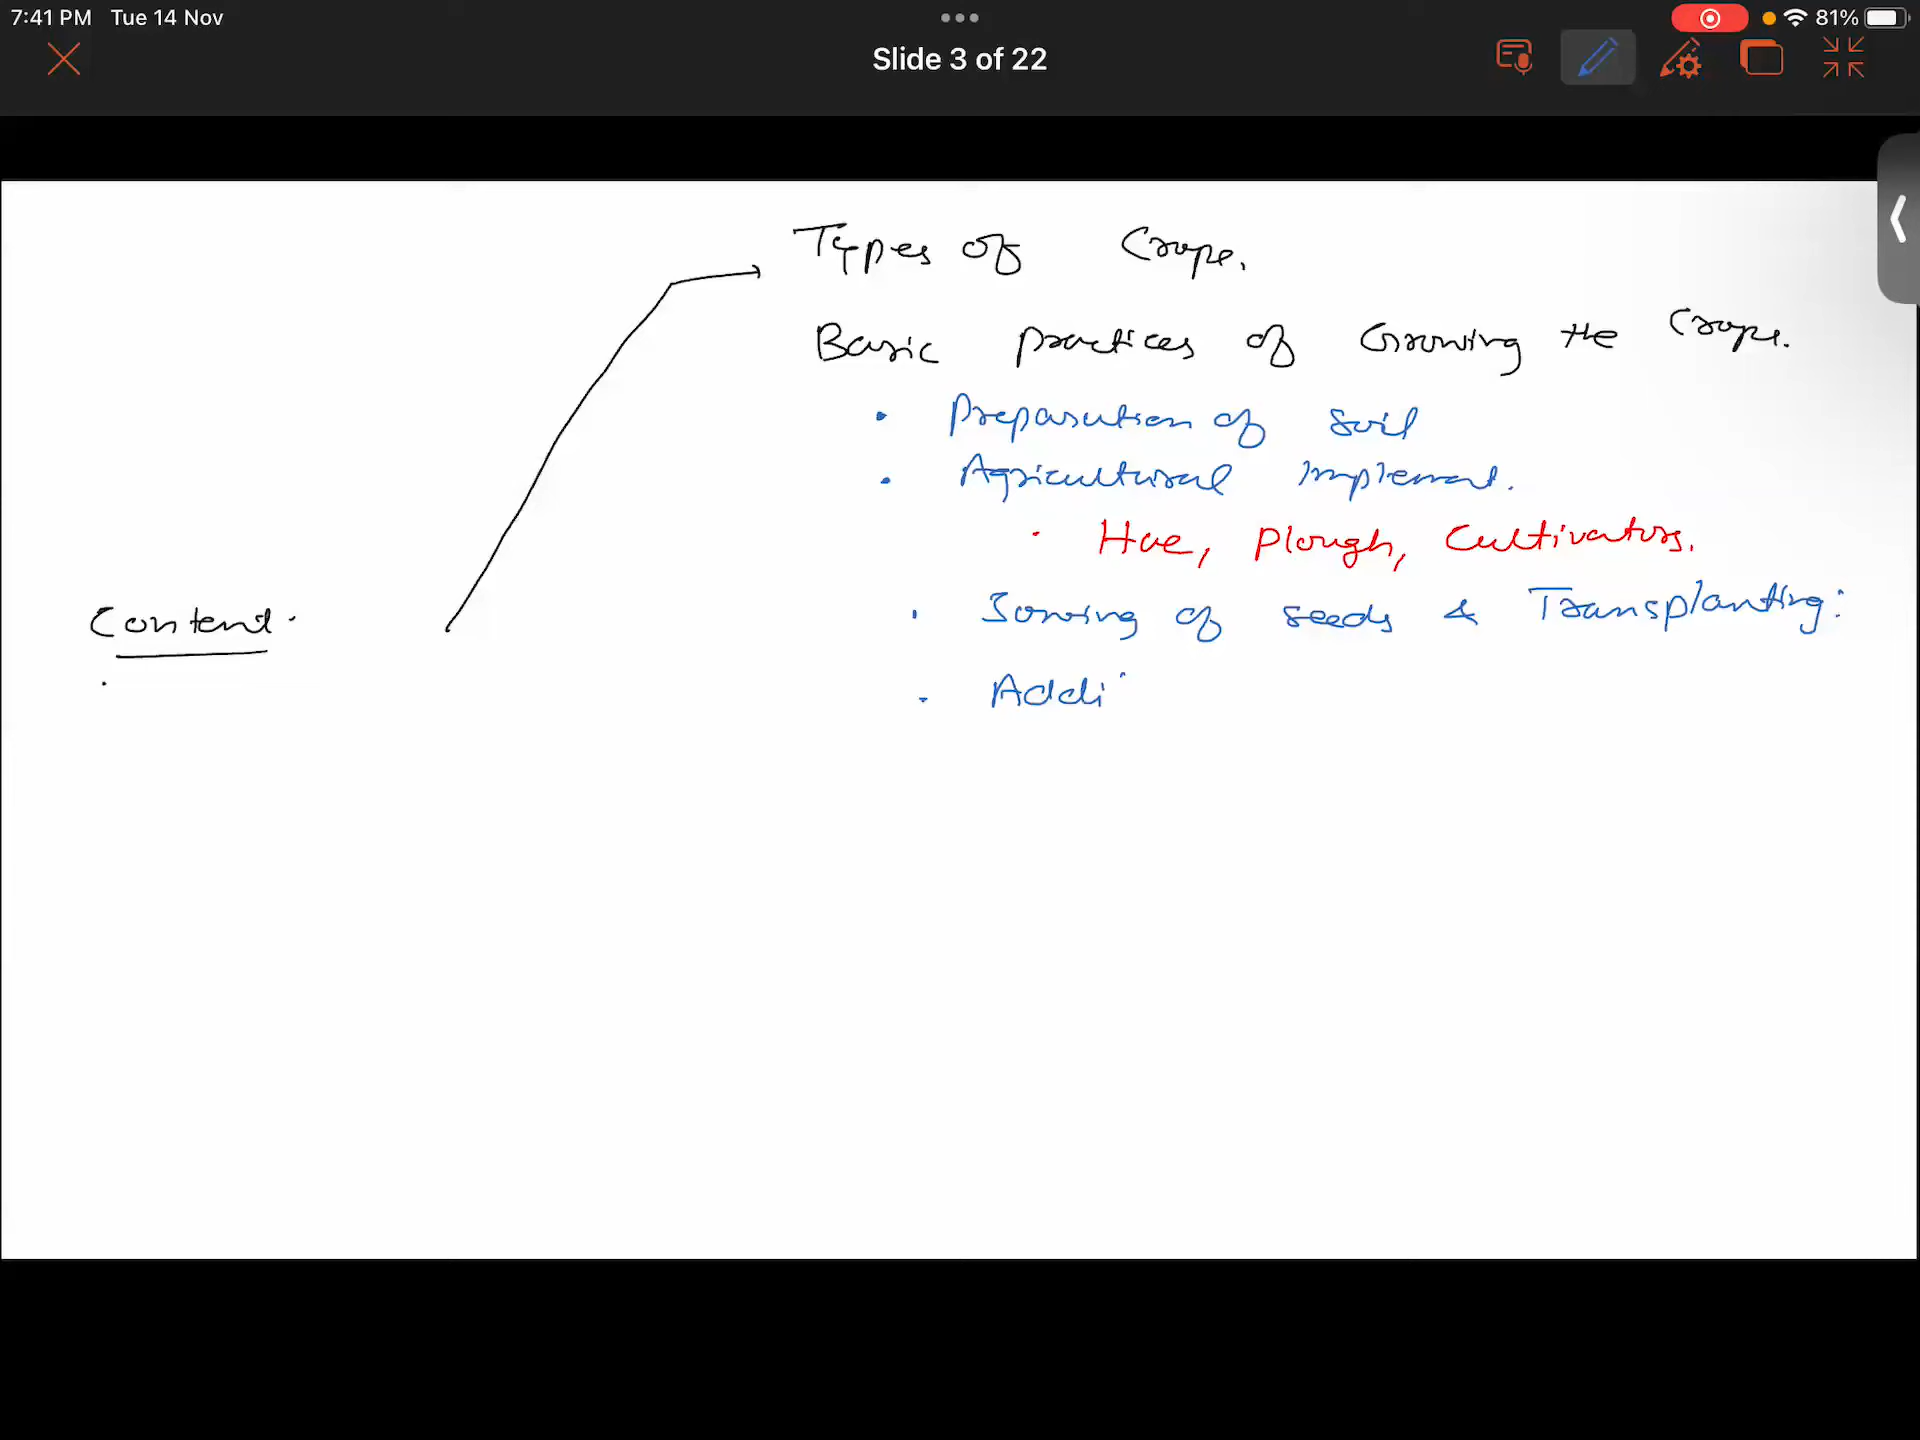 7:41 PM Tue 14 Nov
81%
Slide 3 of 22
Types of Crops.
Basic practices of Growing the Crops.
• Preparation of soil
• Agricultural Implement.
• Hoe, Plough, Cultivators.
• Sowing of seeds & Transplanting:
Content.
• Addi